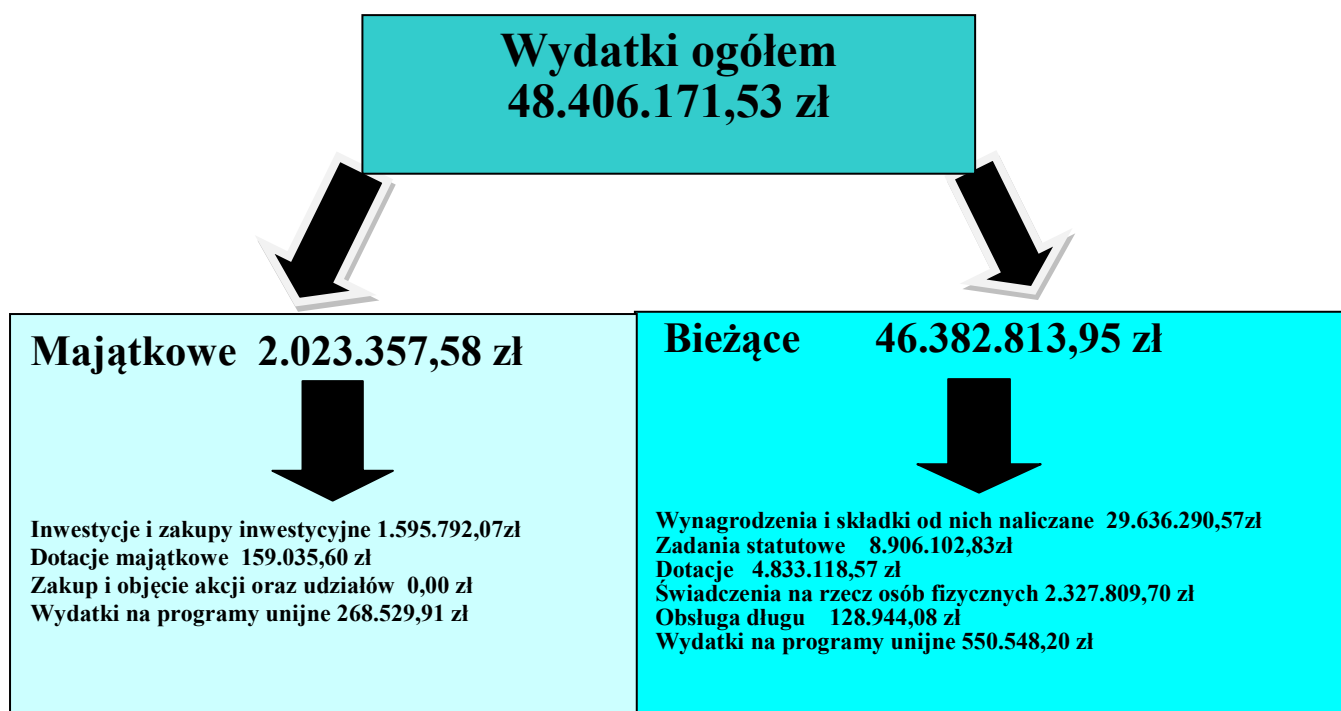 Wydatki ogółem
48.406.171,53 zł
Majątkowe 2.023.357,58 zł
Inwestycje i zakupy inwestycyjne 1.595.792,07zł
Dotacje majątkowe 159.035,60 zł
Zakup i objęcie akcji oraz udziałów 0,00 zł
Wydatki na programy unijne 268.529,91 zł
Bieżące 46.382.813,95 zł
Wynagrodzenia i składki od nich naliczane 29.636.290,57zł
Zadania statutowe 8.906.102,83zł
Dotacje 4.833.118,57 zł
Świadczenia na rzecz osób fizycznych 2.327.809,70 zł
Obsługa długu 128.944,08 zł
Wydatki na programy unijne 550.548,20 zł